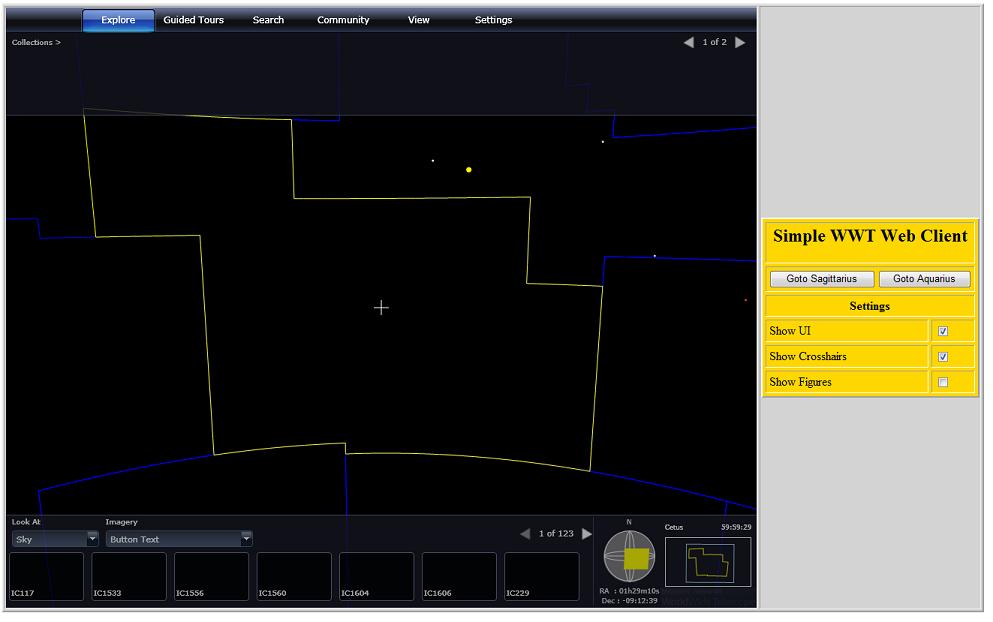 Explore Guided Tours Search Community View Settings
Collections > 1 of 2
Simple WWT Web Client
Goto Sagittarius Goto Aquarius
Settings
Show UI
Show Crosshairs
Show Figures
Look At Imagery
Sky Button Text
1 of 123
IC117 IC1533 IC1556 IC1560 IC1604 IC1606 IC229
N
RA : 01h29m10s
Dec : -09:12:39
Cetus 59:59:29